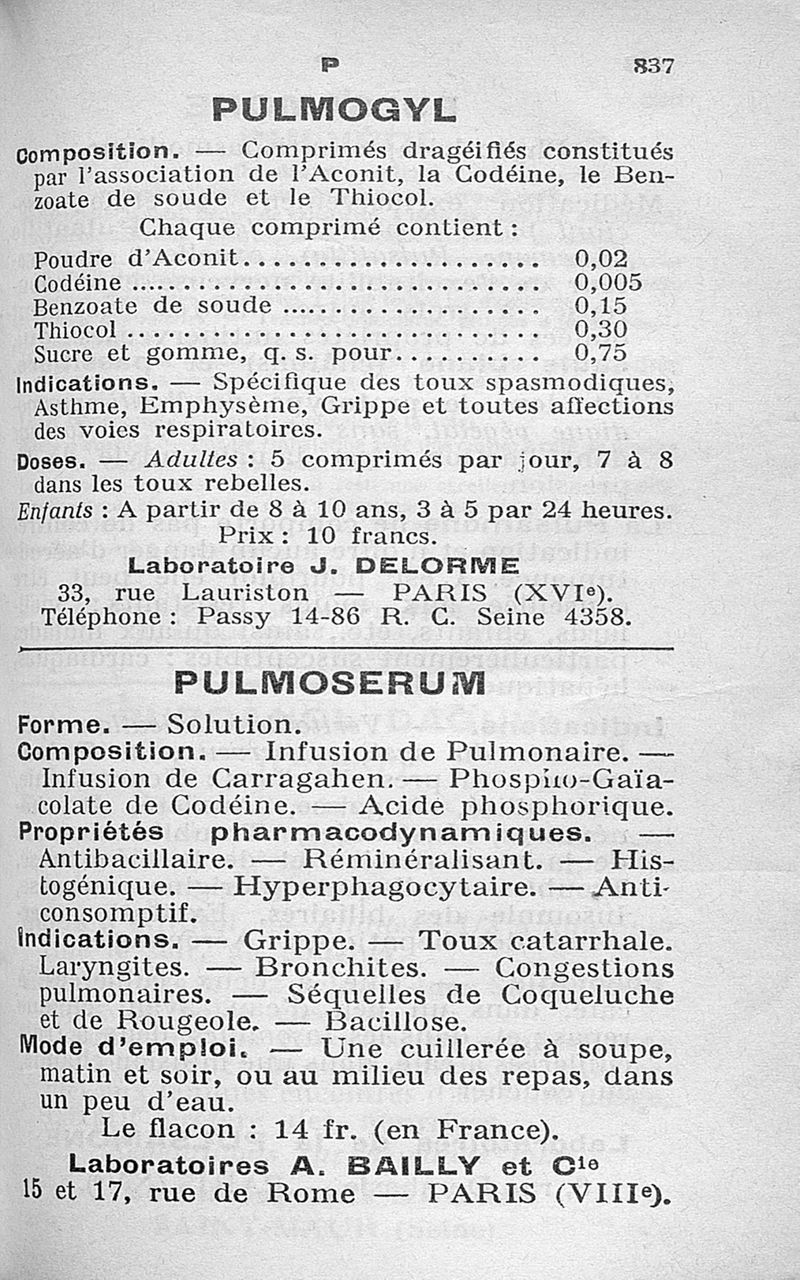 P 837
PULMOGYL
Composition. — Comprimés dragéifiés constitués
par l'association de l'Aconit, la Codéine, le Ben-
zoate de soude et le Thiocol.
Chaque comprimé contient :
Poudre d'Aconit................... 0,02
Codéine ............................ 0,005
Benzoate de soude ................. 0,15
Thiocol ............................ 0,30
Sucre et gomme, q. s. pour.......... 0,75
Indications. — Spécifique des toux spasmodiques,
Asthme, Emphysème, Grippe et toutes affections
des voies respiratoires.
Doses. — Adultes : 5 comprimés par jour, 7 à 8
dans les toux rebelles.
Enfants : A partir de 8 à 10 ans, 3 à 5 par 24 heures.
Prix : 10 francs.
Laboratoire J. DELORME
33, rue Lauriston — PARIS (XVIe).
Téléphone : Passy 14-86 R. C. Seine 4358.
PULMOSERUM
Forme. — Solution.
Composition. — Infusion de Pulmonaire. —
Infusion de Carragahen. — Phospho-Gaïa-
colate de Codéine. — Acide phosphorique.
Propriétés pharmacodynamiques. —
Antibacillaire. — Réminéralisant. — His-
togénique. — Hyperphagocytaire. — Anti-
consomptif.
Indications. — Grippe. — Toux catarrhale.
Laryngites. — Bronchites. — Congestions
pulmonaires. — Séquelles de Coqueluche
et de Rougeole. — Bacillose.
Mode d'emploi. — Une cuillerée à soupe,
matin et soir, ou au milieu des repas, dans
un peu d'eau.
Le flacon : 14 fr. (en France).
Laboratoires A. BAILLY et Cie
15 et 17, rue de Rome — PARIS (VIIIe).